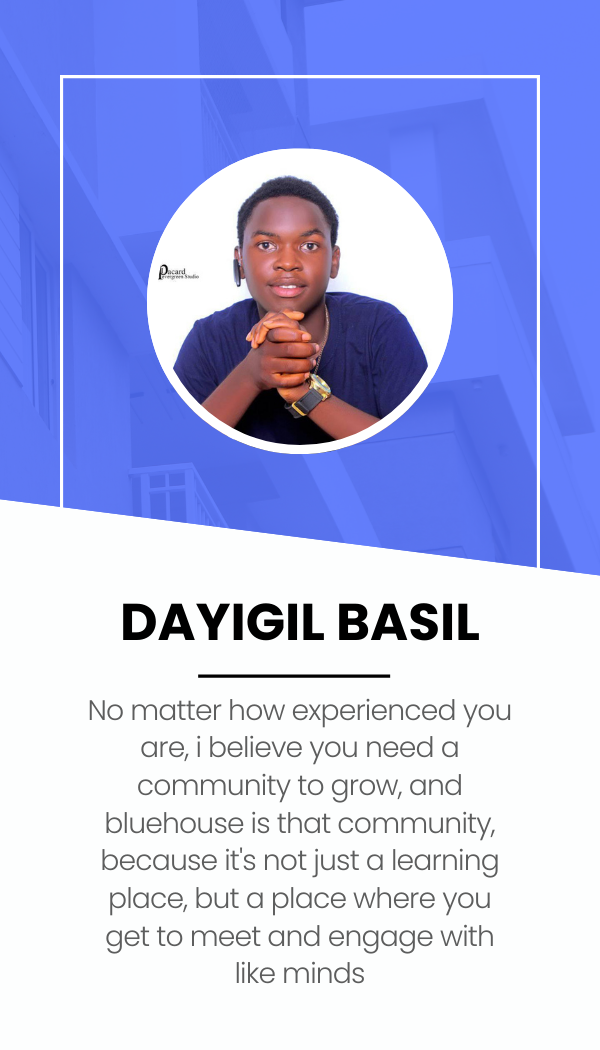 Pacard
evergreen Studio
DAYIGIL BASIL
No matter how experienced you
are, i believe you need a
community to grow, and
bluehouse is that community,
because it's not just a learning
place, but a place where you
get to meet and engage with
like minds